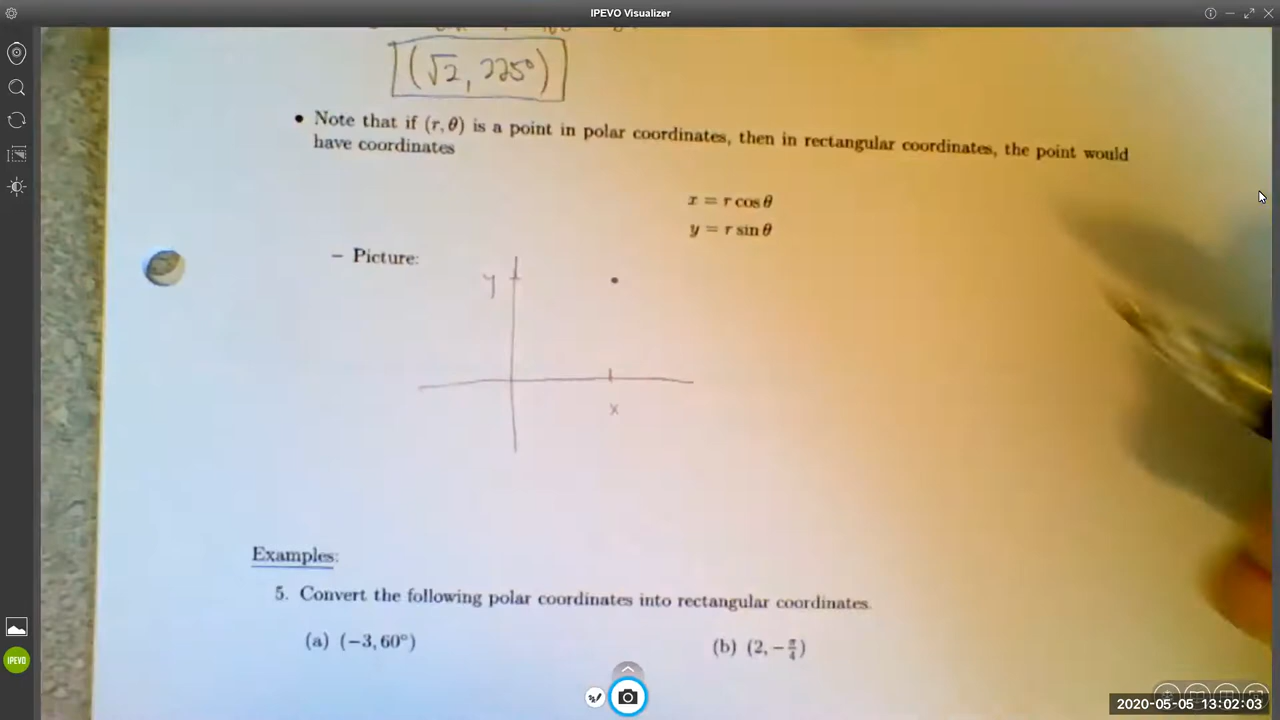 IPEVO Visualizer
(√2, 225°)
• Note that if (r, θ) is a point in polar coordinates, then in rectangular coordinates, the point would
have coordinates
x = r cos θ
y = r sin θ
– Picture:
y
x
Examples:
5. Convert the following polar coordinates into rectangular coordinates.
(a) (−3, 60°)
(b) (2, −π/4)
IPEVO
2020-05-05 13:02:03